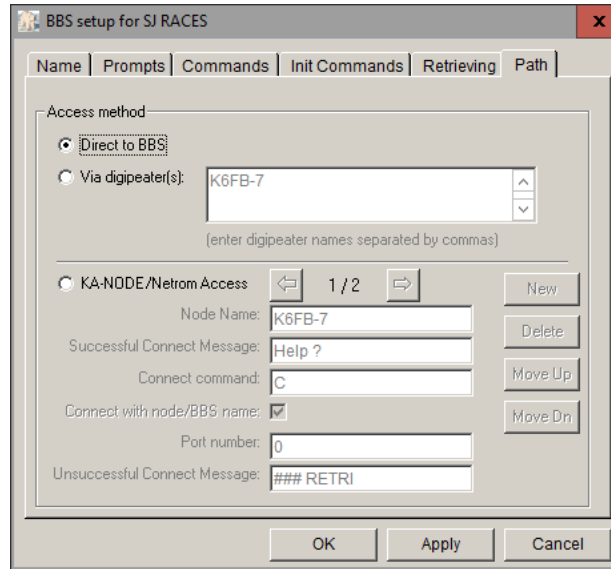 BBS setup for SJ RACES
x
Name Prompts Commands Init Commands Retrieving Path
Access method
Direct to BBS
Via digipeater(s): K6FB-7
(enter digipeater names separated by commas)
KA-NODE/Netrom Access 1 / 2 New
Node Name: K6FB-7
Delete
Successful Connect Message: Help ?
Connect command: C Move Up
Connect with node/BBS name: Move Dn
Port number: 0
Unsuccessful Connect Message: ### RETRI
OK Apply Cancel